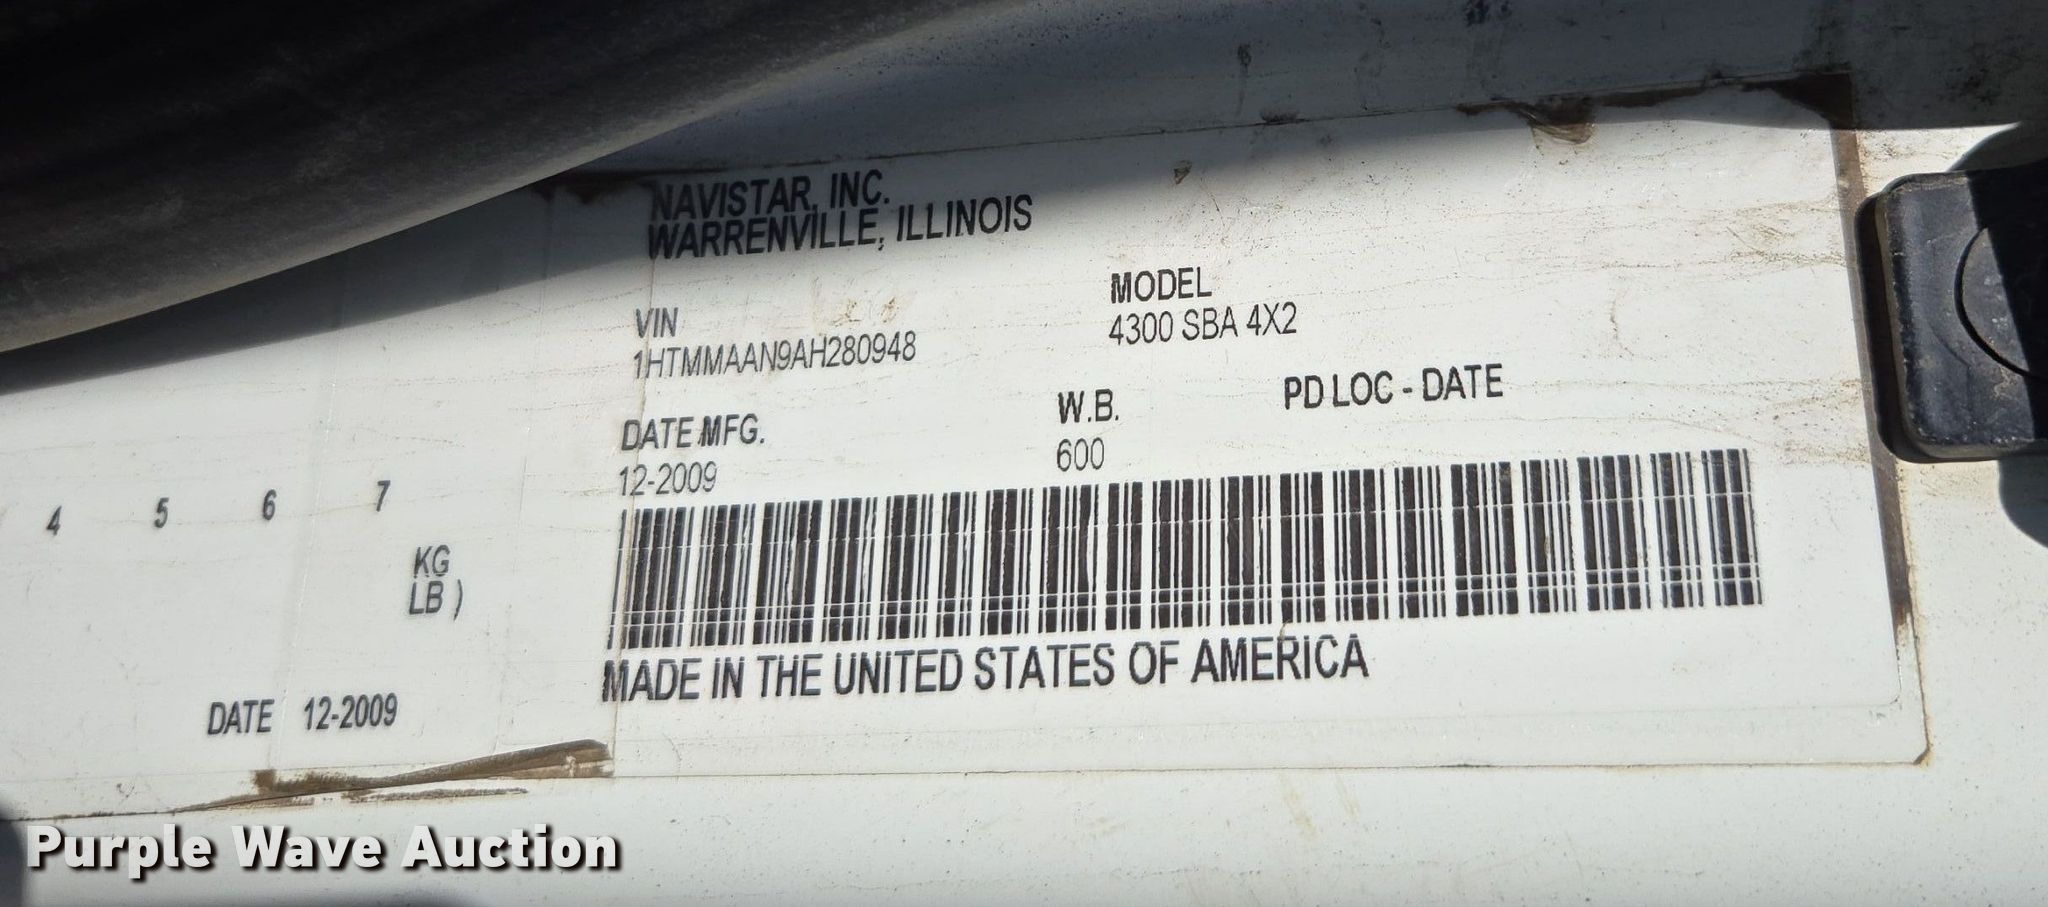 NAVISTAR, INC.
WARRENVILLE, ILLINOIS
VIN
1HTMMAAN9AH280948
MODEL
4300 SBA 4X2
DATE MFG.
12-2009
W.B.
600
PD LOC - DATE
MADE IN THE UNITED STATES OF AMERICA
4 5 6 7
KG
LB )
DATE 12-2009
Purple Wave Auction